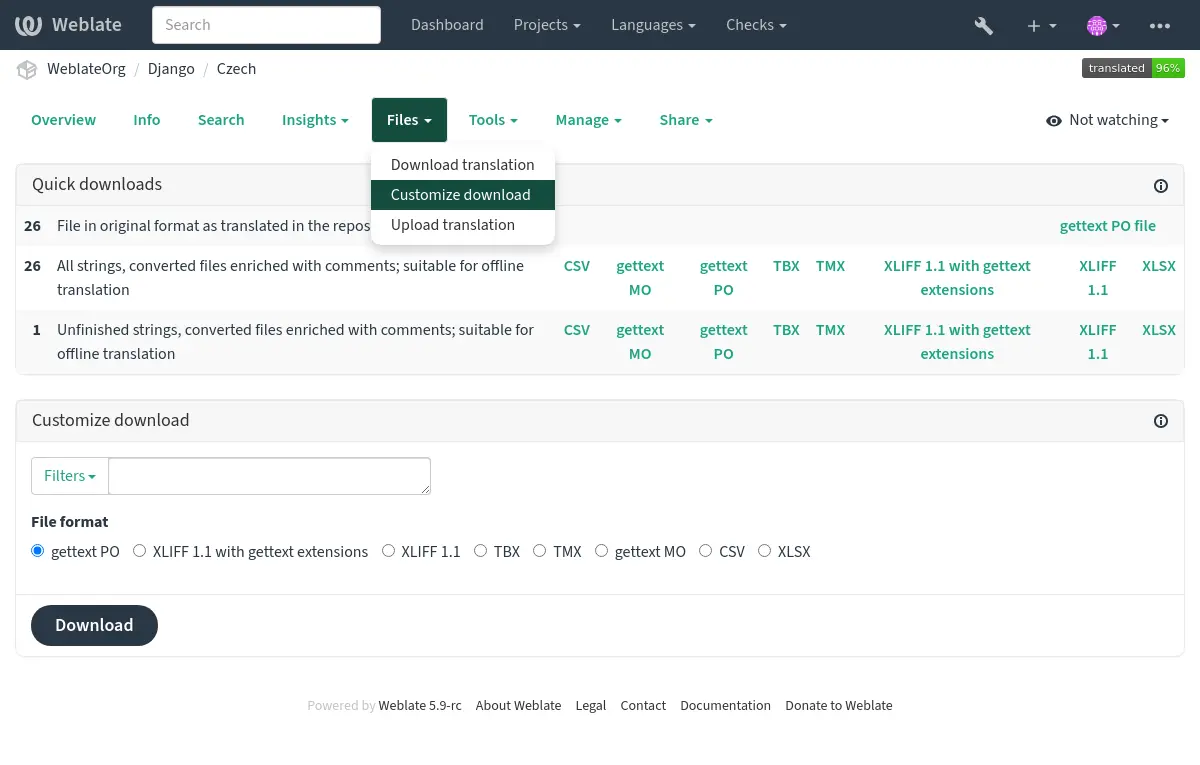 Weblate Search Dashboard Projects Languages Checks
WeblateOrg / Django / Czech translated 96%
Overview Info Search Insights Files Tools Manage Share Not watching
Download translation
Customize download
Upload translation
Quick downloads
26 File in original format as translated in the repos gettext PO file
26 All strings, converted files enriched with comments; suitable for offline CSV gettext gettext TBX TMX XLIFF 1.1 with gettext XLIFF XLSX
translation MO PO extensions 1.1
1 Unfinished strings, converted files enriched with comments; suitable for CSV gettext gettext TBX TMX XLIFF 1.1 with gettext XLIFF XLSX
offline translation MO PO extensions 1.1
Customize download
Filters
File format
gettext PO XLIFF 1.1 with gettext extensions XLIFF 1.1 TBX TMX gettext MO CSV XLSX
Download
Powered by Weblate 5.9-rc About Weblate Legal Contact Documentation Donate to Weblate